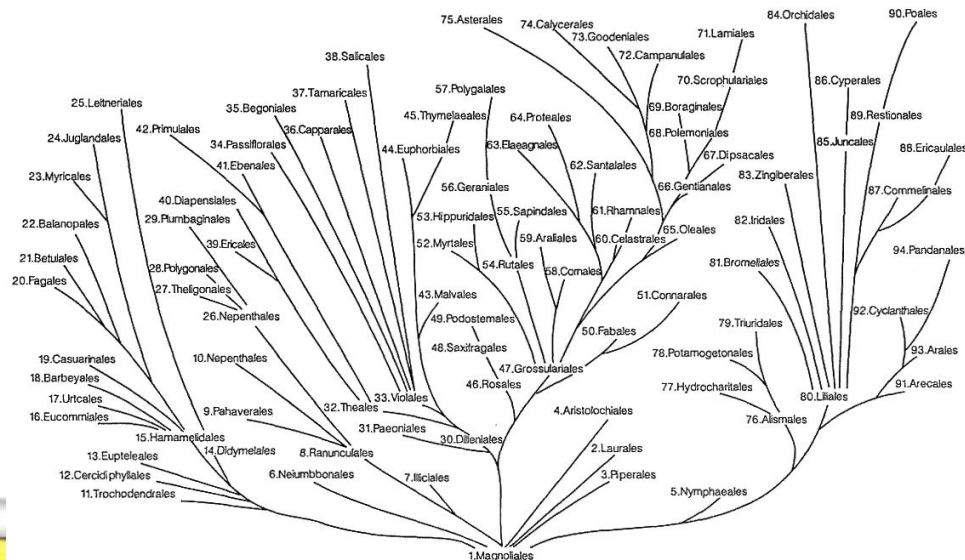 90.Poales
84.Orchidales
75.Asterales
74.Calycerales
73.Goodeniales
71.Lamiales
72.Campanulales
38.Salicales
70.Scrophulariales
86.Cyperales
57.Polygalales
37.Tamaricales
25.Leitneriales
35.Begoniales
69.Boraginales
89.Restionales
45.Thymelaeales
64.Proteales
42.Primulales
36.Capparales
68.Polemoniales
24.Juglandales
34.Passiflorales
63.Elaeagnales
85.Juncales
44.Euphorbiales
88.Ericaulales
67.Dipsacales
41.Ebenales
62.Santalales
23.Myricales
83.Zingiberales
56.Geraniales
66.Gentianales
87.Commelinales
40.Diapensiales
61.Rhamnales
53.Hippuridales
55.Sapindales
29.Plumbaginales
22.Balanopales
82.Iridales
65.Oleales
59.Araliales
60.Celastrales
39.Ericales
52.Myrtales
94.Pandanales
21.Betulales
81.Bromeliales
54.Rutales
28.Polygonales
58.Cornales
20.Fagales
27.Theligonales
43.Malvales
51.Connarales
92.Cyclanthales
26.Nepenthales
49.Podostemales
79.Triuridales
50.Fabales
48.Saxifragales
93.Arales
78.Potamogetonales
10.Nepenthales
19.Casuarinales
47.Grossulariales
18.Barbeyales
46.Rosales
77.Hydrocharitales
91.Arecales
33.Violales
80.Liliales
17.Urtcales
32.Theales
9.Pahaverales
4.Aristolochiales
16.Eucommiales
76.Alismales
31.Paeoniales
15.Hamamelidales
30.Dilleniales
2.Laurales
14.Didymelales
8.Ranunculales
13.Eupteleales
6.Neiumbbonales
7.Illiciales
3.Piperales
12.Cercidiphyllales
5.Nymphaeales
11.Trochodendrales
1.Magnoliales